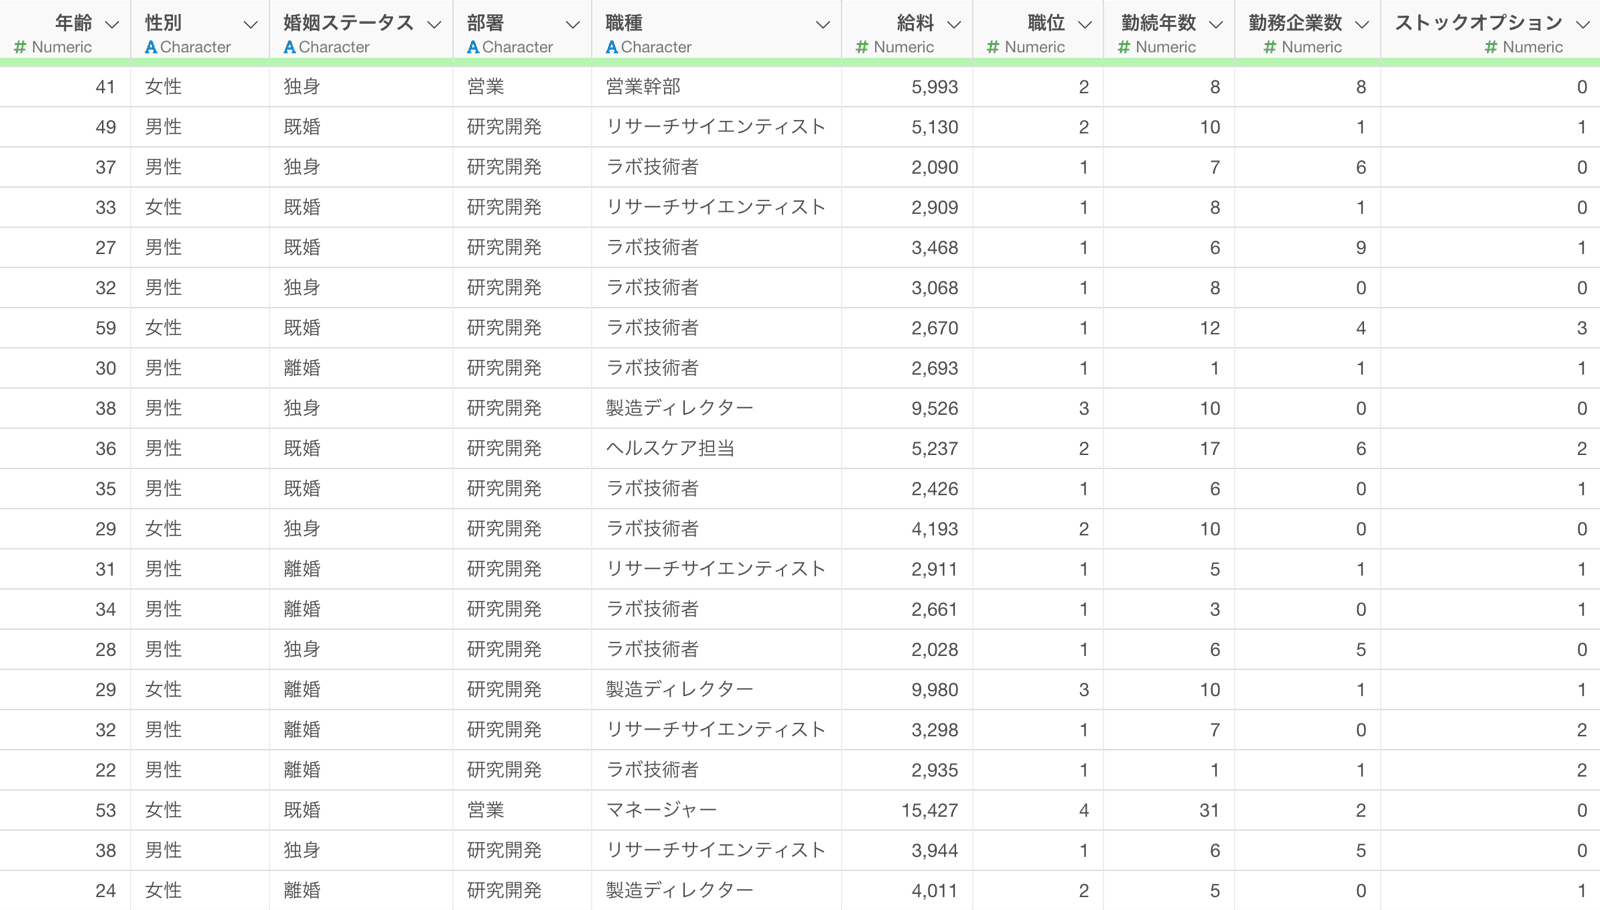 年齢 性別 婚姻ステータス 部署 職種 給料 職位 勤続年数 勤務企業数 ストックオプション
# Numeric A Character A Character A Character A Character # Numeric # Numeric # Numeric # Numeric # Numeric
41 女性 独身 営業 営業幹部 5,993 2 8 8 0
49 男性 既婚 研究開発 リサーチサイエンティスト 5,130 2 10 1 1
37 男性 独身 研究開発 ラボ技術者 2,090 1 7 6 0
33 女性 既婚 研究開発 リサーチサイエンティスト 2,909 1 8 1 0
27 男性 既婚 研究開発 ラボ技術者 3,468 1 6 9 1
32 男性 独身 研究開発 ラボ技術者 3,068 1 8 0 0
59 女性 既婚 研究開発 ラボ技術者 2,670 1 12 4 3
30 男性 離婚 研究開発 ラボ技術者 2,693 1 1 1 1
38 男性 独身 研究開発 製造ディレクター 9,526 3 10 0 0
36 男性 既婚 研究開発 ヘルスケア担当 5,237 2 17 6 2
35 男性 既婚 研究開発 ラボ技術者 2,426 1 6 0 1
29 女性 独身 研究開発 ラボ技術者 4,193 2 10 0 0
31 男性 離婚 研究開発 リサーチサイエンティスト 2,911 1 5 1 1
34 男性 離婚 研究開発 ラボ技術者 2,661 1 3 0 1
28 男性 独身 研究開発 ラボ技術者 2,028 1 6 5 0
29 女性 離婚 研究開発 製造ディレクター 9,980 3 10 1 1
32 男性 離婚 研究開発 リサーチサイエンティスト 3,298 1 7 0 2
22 男性 離婚 研究開発 ラボ技術者 2,935 1 1 1 2
53 女性 既婚 営業 マネージャー 15,427 4 31 2 0
38 男性 独身 研究開発 リサーチサイエンティスト 3,944 1 6 5 0
24 女性 離婚 研究開発 製造ディレクター 4,011 2 5 0 1